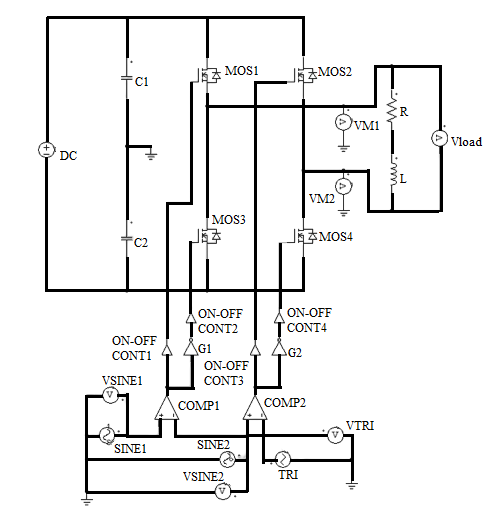 MOS1
MOS2
C1
R
VM1
Vload
DC
L
VM2
MOS3
C2
MOS4
ON-OFF
CONT2
ON-OFF
CONT4
ON-OFF
CONT1
G1
G2
ON-OFF
CONT3
VSINE1
COMP1
COMP2
VTRI
SINE1
SINE2
VSINE2
TRI